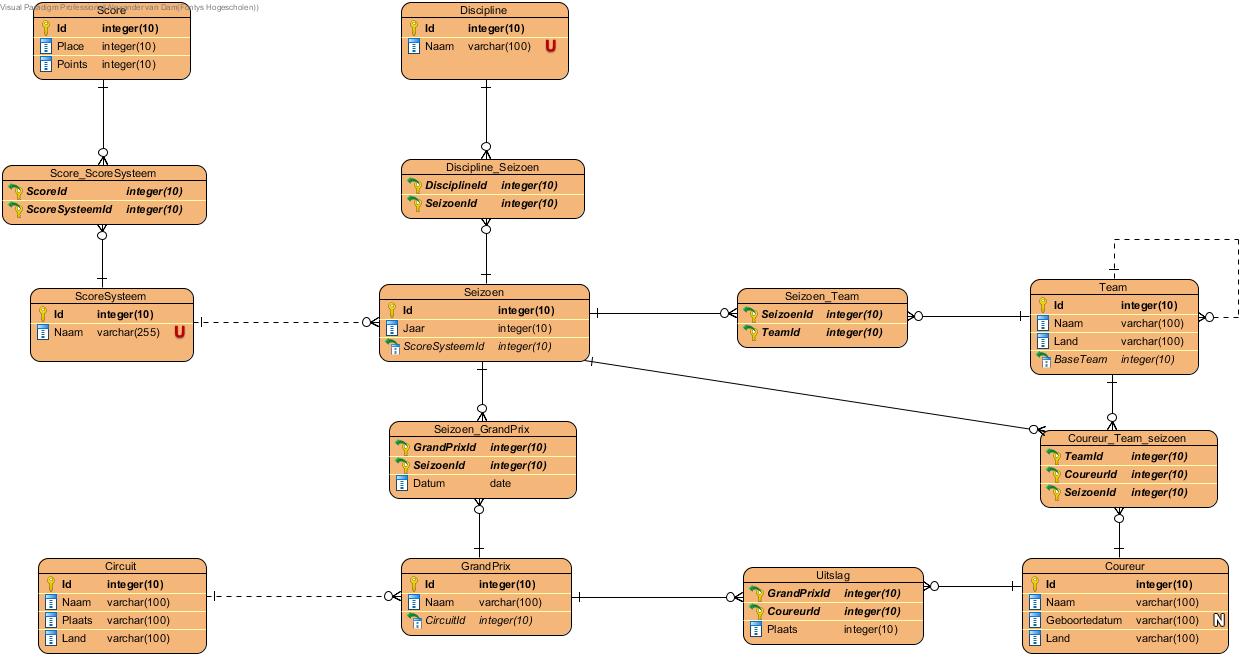 Visual Paradigm Professional(Alexander van Dam(Fontys Hogescholen))
Score
Id integer(10)
Place integer(10)
Points integer(10)
Discipline
Id integer(10)
Naam varchar(100) U
Score_ScoreSysteem
ScoreId integer(10)
ScoreSysteemId integer(10)
Discipline_Seizoen
DisciplineId integer(10)
SeizoenId integer(10)
ScoreSysteem
Id integer(10)
Naam varchar(255) U
Seizoen
Id integer(10)
Jaar integer(10)
ScoreSysteemId integer(10)
Seizoen_Team
SeizoenId integer(10)
TeamId integer(10)
Team
Id integer(10)
Naam varchar(100)
Land varchar(100)
BaseTeam integer(10)
Seizoen_GrandPrix
GrandPrixId integer(10)
SeizoenId integer(10)
Datum date
Coureur_Team_seizoen
TeamId integer(10)
CoureurId integer(10)
SeizoenId integer(10)
Circuit
Id integer(10)
Naam varchar(100)
Plaats varchar(100)
Land varchar(100)
GrandPrix
Id integer(10)
Naam varchar(100)
CircuitId integer(10)
Uitslag
GrandPrixId integer(10)
CoureurId integer(10)
Plaats integer(10)
Coureur
Id integer(10)
Naam varchar(100)
Geboortedatum varchar(100) N
Land varchar(100)